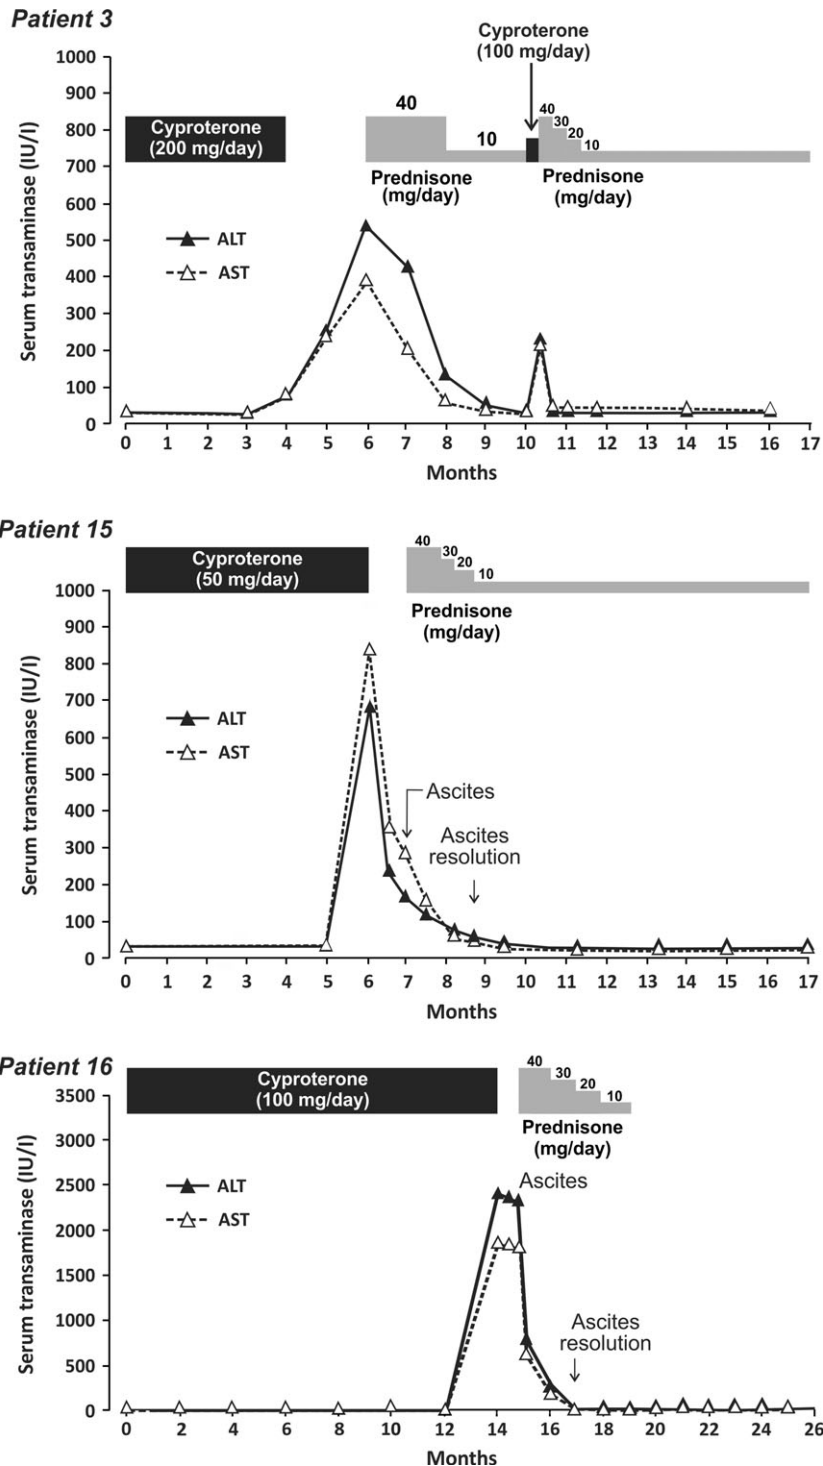 Patient 3
Cyproterone
(100 mg/day)
1000
900
800
700
600
500
400
300
200
100
0
Serum transaminase (IU/l)
Cyproterone
(200 mg/day)
40
10
Prednisone
(mg/day)
40
30
20
10
Prednisone
(mg/day)
ALT
AST
0 1 2 3 4 5 6 7 8 9 10 11 12 13 14 15 16 17
Months
Patient 15
Cyproterone
(50 mg/day)
40
30
20
10
Prednisone
(mg/day)
1000
900
800
700
600
500
400
300
200
100
0
Serum transaminase (IU/l)
ALT
AST
Ascites
Ascites
resolution
0 1 2 3 4 5 6 7 8 9 10 11 12 13 14 15 16 17
Months
Patient 16
Cyproterone
(100 mg/day)
40
30
20
10
Prednisone
(mg/day)
3500
3000
2500
2000
1500
1000
500
0
Serum transaminase (IU/l)
ALT
AST
Ascites
Ascites
resolution
0 2 4 6 8 10 12 14 16 18 20 22 24 26
Months